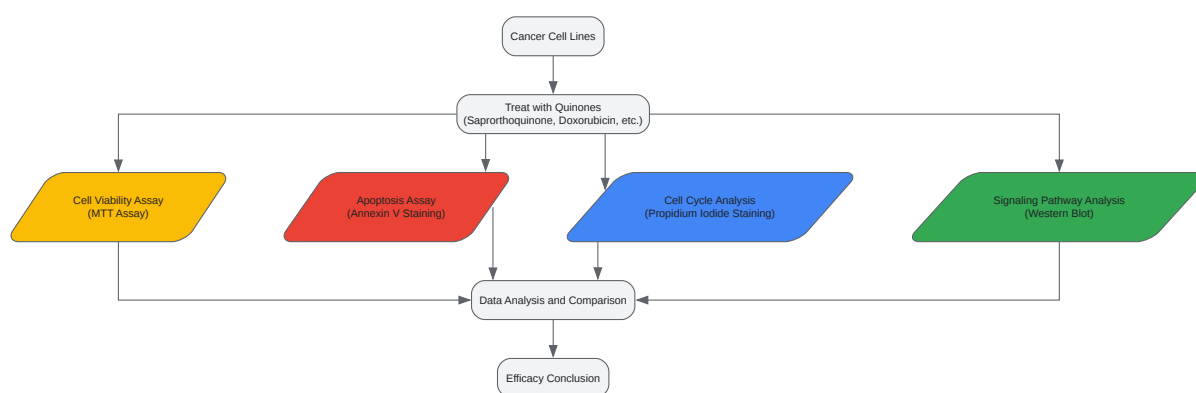 Cancer Cell Lines
Treat with Quinones
(Saprorthoquinone, Doxorubicin, etc.)
Cell Viability Assay
(MTT Assay)
Apoptosis Assay
(Annexin V Staining)
Cell Cycle Analysis
(Propidium Iodide Staining)
Signaling Pathway Analysis
(Western Blot)
Data Analysis and Comparison
Efficacy Conclusion